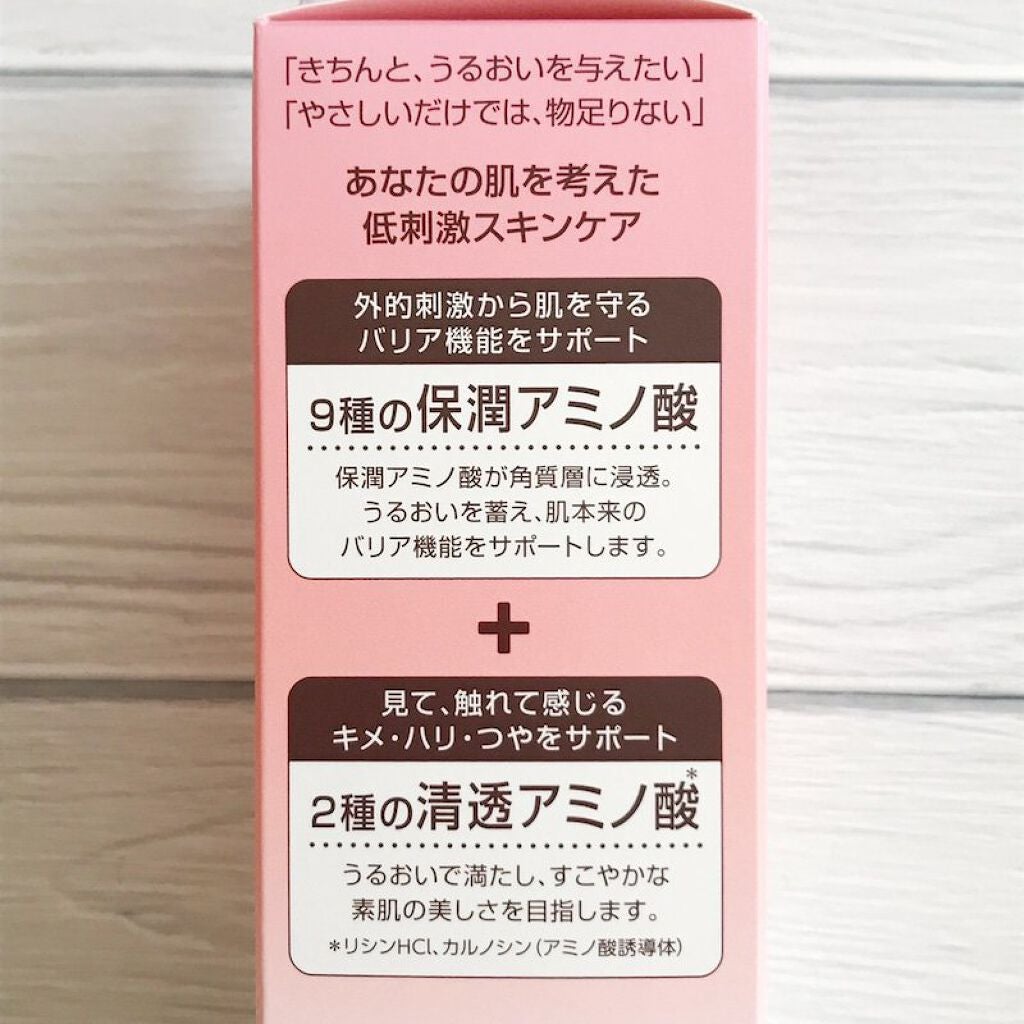 「きちんと、うるおいを与えたい」
「やさしいだけでは、物足りない」
あなたの肌を考えた
低刺激スキンケア
外的刺激から肌を守る
バリア機能をサポート
9種の保潤アミノ酸
保潤アミノ酸が角質層に浸透。
うるおいを蓄え、肌本来の
バリア機能をサポートします。
+
見て、触れて感じる
キメ・ハリ・つやをサポート
2種の清透アミノ酸*
うるおいで満たし、すこやかな
素肌の美しさを目指します。
*リシンHCl、カルノシン(アミノ酸誘導体)